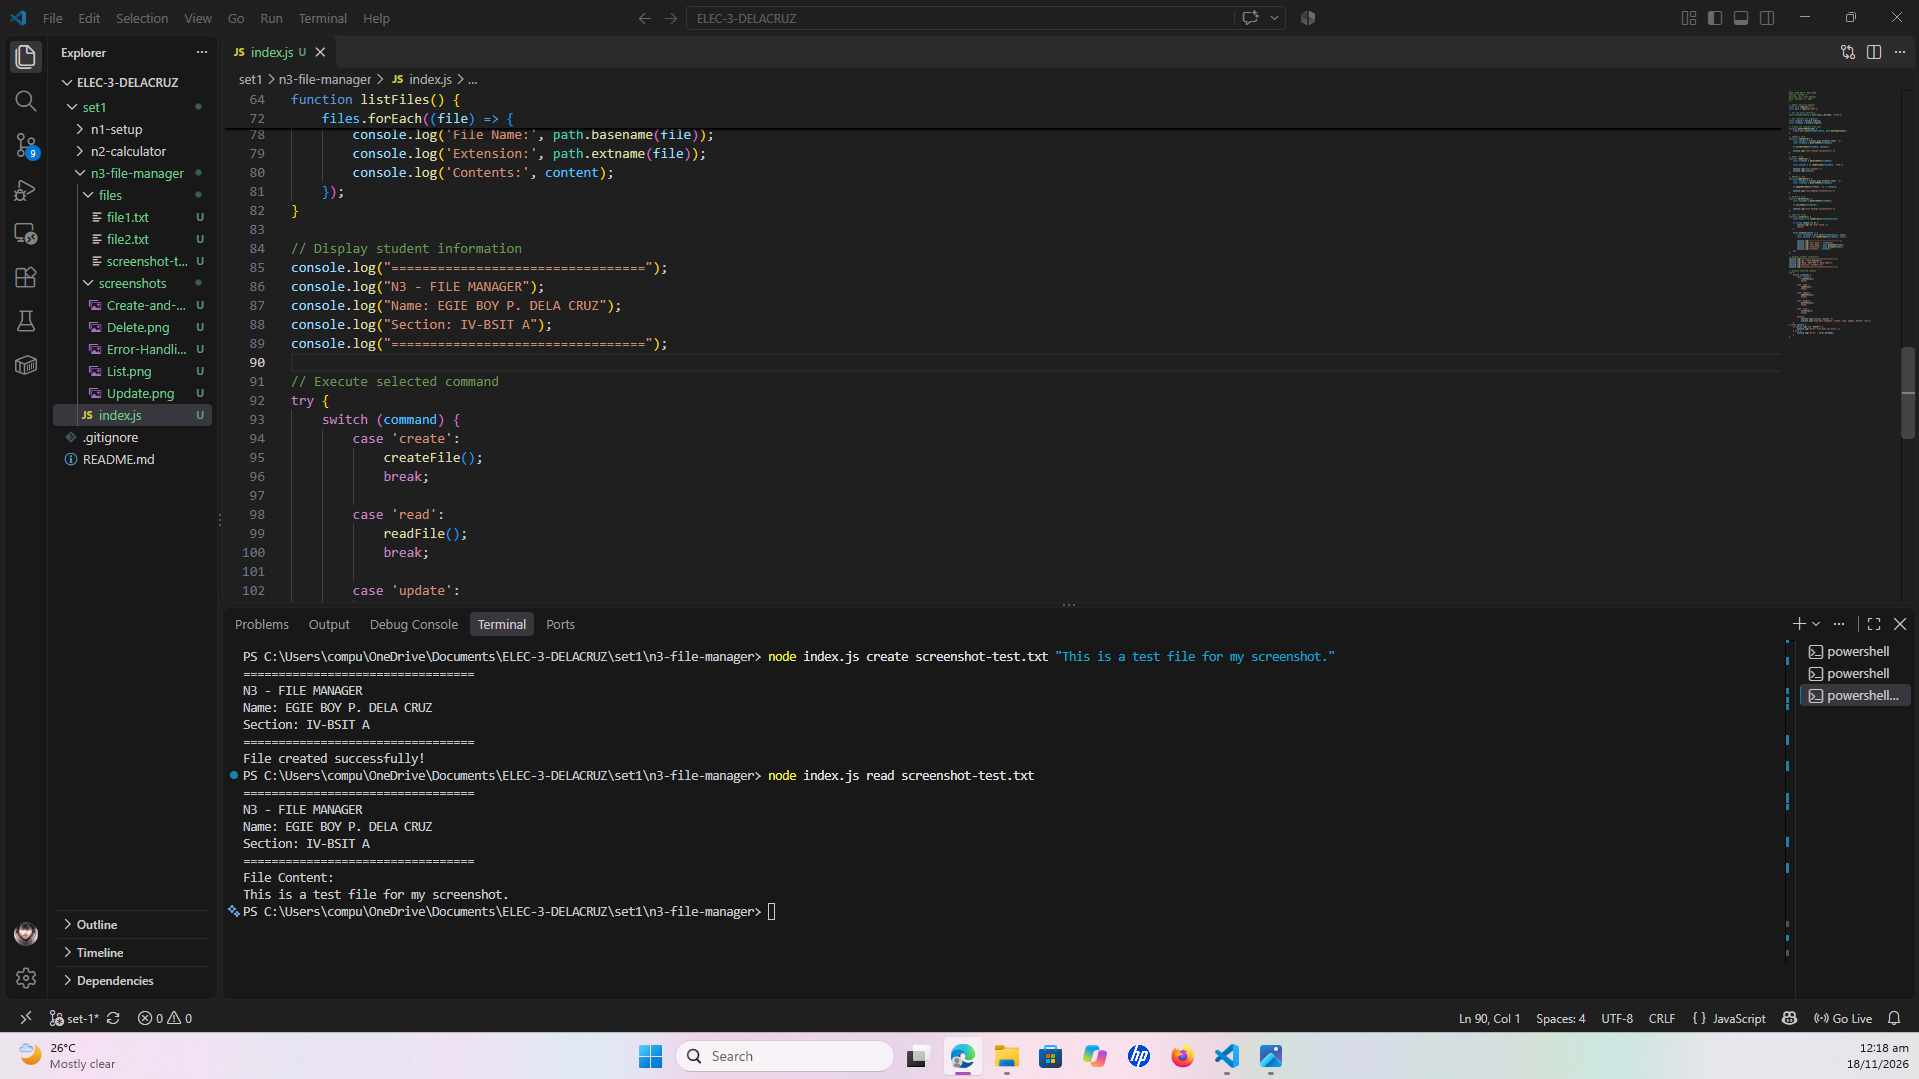 File Edit Selection View Go Run Terminal Help
ELEC-3-DELACRUZ
Explorer
ELEC-3-DELACRUZ
set1
n1-setup
n2-calculator
n3-file-manager
files
file1.txt U
file2.txt U
screenshot-t... U
screenshots
Create-and-... U
Delete.png U
Error-Handli... U
List.png U
Update.png U
JS index.js U
.gitignore
README.md
Outline
Timeline
Dependencies
9
JS index.js U
set1 > n3-file-manager > JS index.js > ...
64 function listFiles() {
72 files.forEach((file) => {
78 console.log('File Name:', path.basename(file));
79 console.log('Extension:', path.extname(file));
80 console.log('Contents:', content);
81 });
82 }
83
84 // Display student information
85 console.log("=================================");
86 console.log("N3 - FILE MANAGER");
87 console.log("Name: EGIE BOY P. DELA CRUZ");
88 console.log("Section: IV-BSIT A");
89 console.log("=================================");
90
91 // Execute selected command
92 try {
93 switch (command) {
94 case 'create':
95 createFile();
96 break;
97
98 case 'read':
99 readFile();
100 break;
101
102 case 'update':
Problems Output Debug Console Terminal Ports
PS C:\Users\compu\OneDrive\Documents\ELEC-3-DELACRUZ\set1\n3-file-manager> node index.js create screenshot-test.txt "This is a test file for my screenshot."
=================================
N3 - FILE MANAGER
Name: EGIE BOY P. DELA CRUZ
Section: IV-BSIT A
=================================
File created successfully!
PS C:\Users\compu\OneDrive\Documents\ELEC-3-DELACRUZ\set1\n3-file-manager> node index.js read screenshot-test.txt
=================================
N3 - FILE MANAGER
Name: EGIE BOY P. DELA CRUZ
Section: IV-BSIT A
=================================
File Content:
This is a test file for my screenshot.
PS C:\Users\compu\OneDrive\Documents\ELEC-3-DELACRUZ\set1\n3-file-manager>
powershell
powershell
powershell...
set-1* 0 0
Ln 90, Col 1 Spaces: 4 UTF-8 CRLF {} JavaScript Go Live
26°C
Mostly clear
Search
hp
12:18 am
18/11/2026